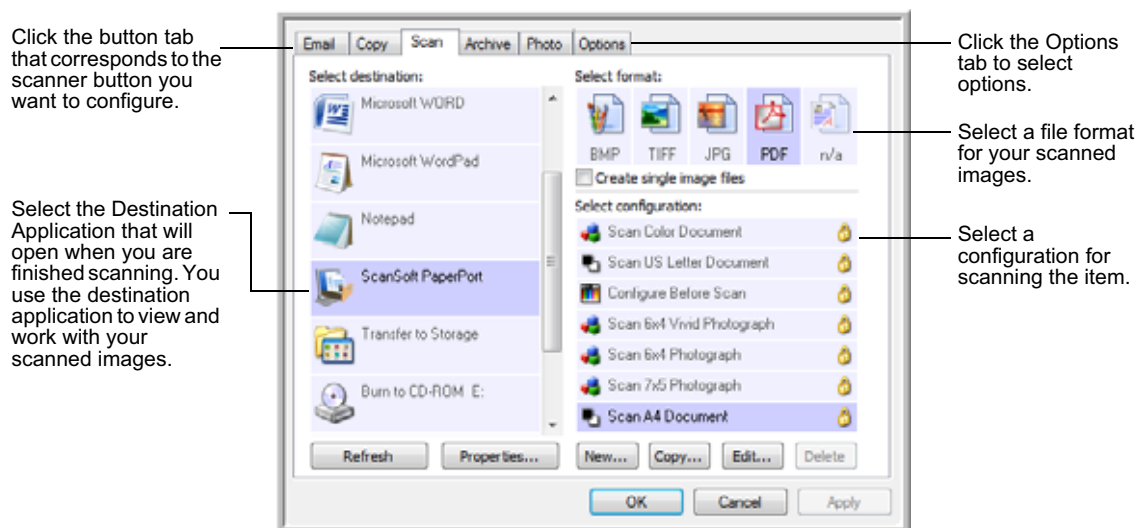 Click the button tab
that corresponds to the
scanner button you
want to configure.
Select the Destination
Application that will
open when you are
finished scanning. You
use the destination
application to view and
work with your
scanned images.
Email Copy Scan Archive Photo Options
Select destination:
Microsoft WORD
Microsoft WordPad
Notepad
ScanSoft PaperPort
Transfer to Storage
Burn to CD-ROM E:
Refresh Properties...
Select format:
BMP TIFF JPG PDF n/a
Create single image files
Select configuration:
Scan Color Document
Scan US Letter Document
Configure Before Scan
Scan 6x4 Vivid Photograph
Scan 6x4 Photograph
Scan 7x5 Photograph
Scan A4 Document
New... Copy... Edit... Delete
OK Cancel Apply
Click the Options
tab to select
options.
Select a file format
for your scanned
images.
Select a
configuration for
scanning the item.